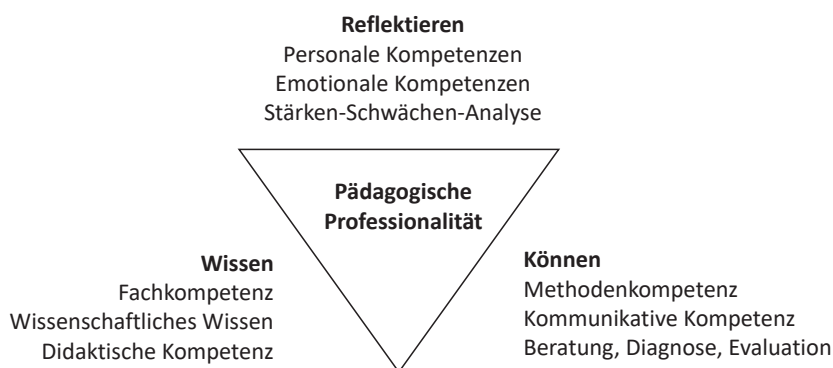 Reflektieren
Personale Kompetenzen
Emotionale Kompetenzen
Stärken-Schwächen-Analyse
Pädagogische
Professionalität
Wissen
Fachkompetenz
Wissenschaftliches Wissen
Didaktische Kompetenz
Können
Methodenkompetenz
Kommunikative Kompetenz
Beratung, Diagnose, Evaluation